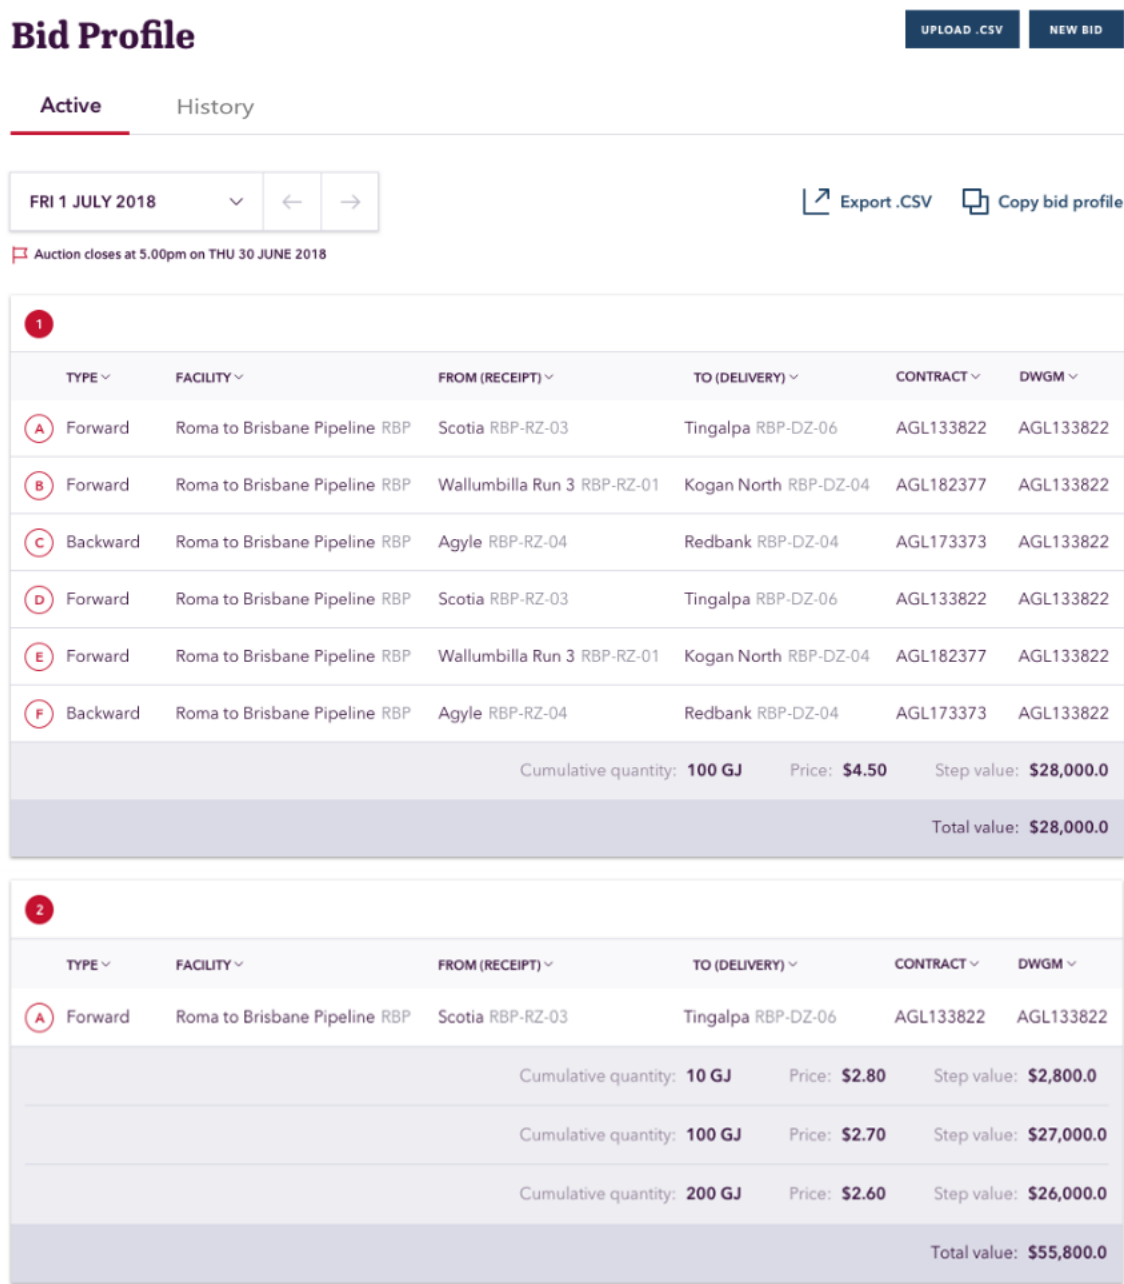 Bid Profile
UPLOAD .CSV
NEW BID
Active
History
FRI 1 JULY 2018
Export .CSV
Copy bid profile
Auction closes at 5.00pm on THU 30 JUNE 2018
1
TYPE FACILITY FROM (RECEIPT) TO (DELIVERY) CONTRACT DWGM
A Forward Roma to Brisbane Pipeline RBP Scotia RBP-RZ-03 Tingalpa RBP-DZ-06 AGL133822 AGL133822
B Forward Roma to Brisbane Pipeline RBP Wallumbilla Run 3 RBP-RZ-01 Kogan North RBP-DZ-04 AGL182377 AGL133822
C Backward Roma to Brisbane Pipeline RBP Agyle RBP-RZ-04 Redbank RBP-DZ-04 AGL173373 AGL133822
D Forward Roma to Brisbane Pipeline RBP Scotia RBP-RZ-03 Tingalpa RBP-DZ-06 AGL133822 AGL133822
E Forward Roma to Brisbane Pipeline RBP Wallumbilla Run 3 RBP-RZ-01 Kogan North RBP-DZ-04 AGL182377 AGL133822
F Backward Roma to Brisbane Pipeline RBP Agyle RBP-RZ-04 Redbank RBP-DZ-04 AGL173373 AGL133822
Cumulative quantity: 100 GJ Price: $4.50 Step value: $28,000.0
Total value: $28,000.0
2
TYPE FACILITY FROM (RECEIPT) TO (DELIVERY) CONTRACT DWGM
A Forward Roma to Brisbane Pipeline RBP Scotia RBP-RZ-03 Tingalpa RBP-DZ-06 AGL133822 AGL133822
Cumulative quantity: 10 GJ Price: $2.80 Step value: $2,800.0
Cumulative quantity: 100 GJ Price: $2.70 Step value: $27,000.0
Cumulative quantity: 200 GJ Price: $2.60 Step value: $26,000.0
Total value: $55,800.0